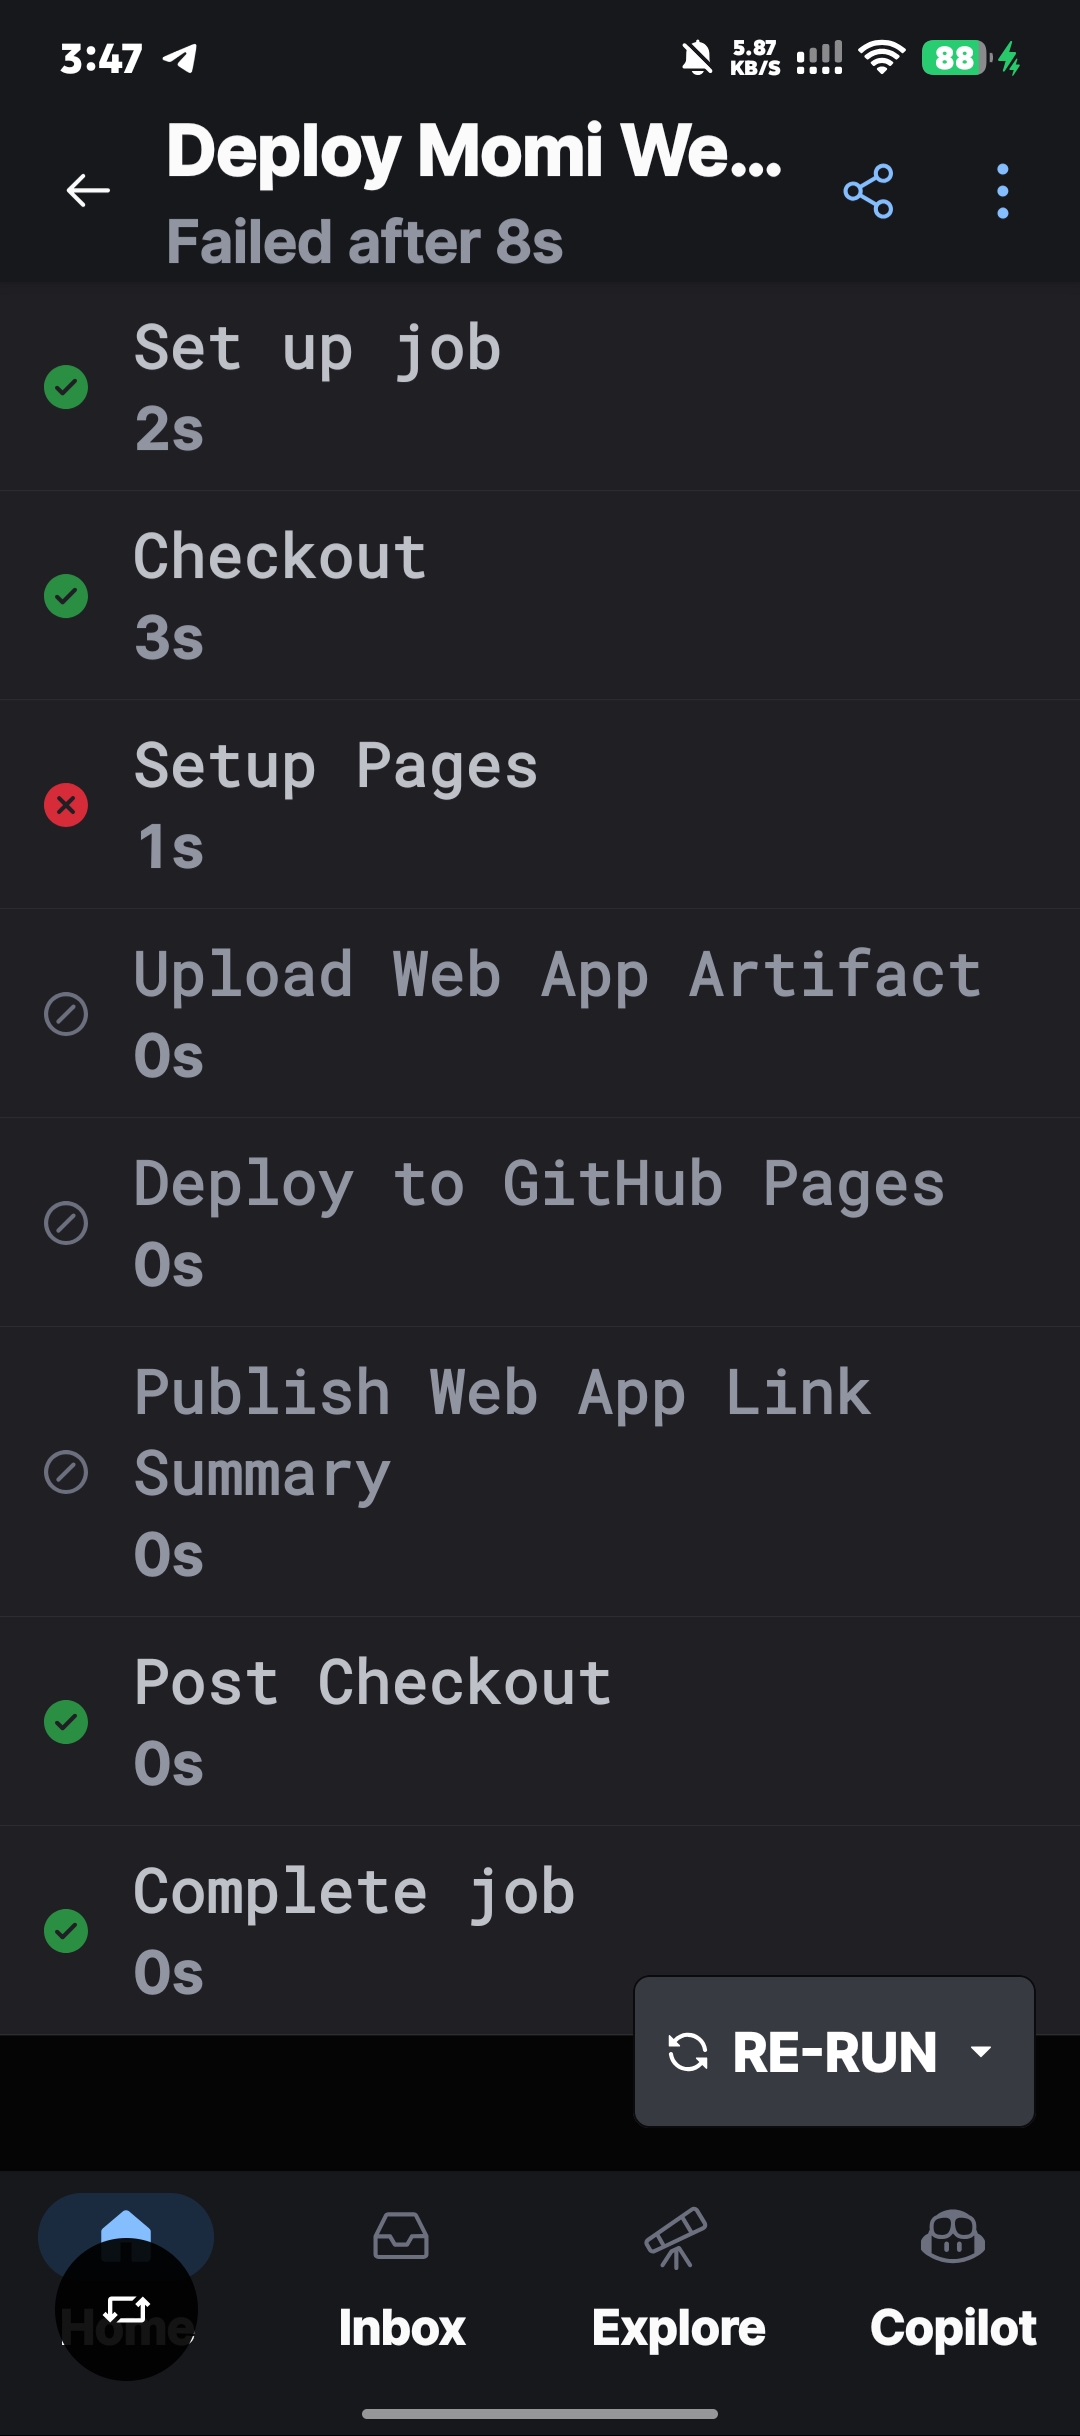 3:47
5.87
KB/S
88
Deploy Momi We...
Failed after 8s
Set up job
2s
Checkout
3s
Setup Pages
1s
Upload Web App Artifact
0s
Deploy to GitHub Pages
0s
Publish Web App Link
Summary
0s
Post Checkout
0s
Complete job
0s
RE-RUN
Home
Inbox
Explore
Copilot